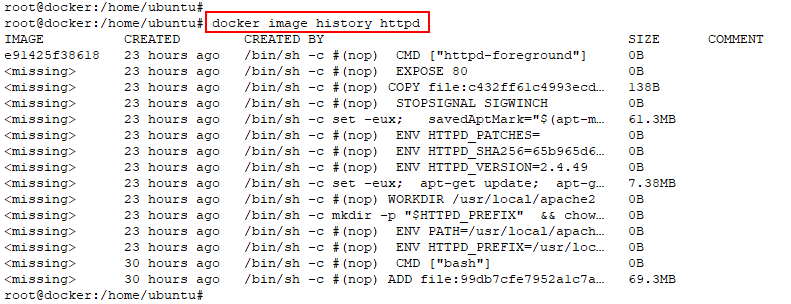 root@docker:/home/ubuntu#
root@docker:/home/ubuntu# docker image history httpd
IMAGE CREATED CREATED BY SIZE COMMENT
e91425f38618 23 hours ago /bin/sh -c #(nop) CMD ["httpd-foreground"] 0B
<missing> 23 hours ago /bin/sh -c #(nop) EXPOSE 80 0B
<missing> 23 hours ago /bin/sh -c #(nop) COPY file:c432ff61c4993ecd… 138B
<missing> 23 hours ago /bin/sh -c #(nop) STOPSIGNAL SIGWINCH 0B
<missing> 23 hours ago /bin/sh -c set -eux; savedAptMark="$(apt-m… 61.3MB
<missing> 23 hours ago /bin/sh -c #(nop) ENV HTTPD_PATCHES= 0B
<missing> 23 hours ago /bin/sh -c #(nop) ENV HTTPD_SHA256=65b965d6… 0B
<missing> 23 hours ago /bin/sh -c #(nop) ENV HTTPD_VERSION=2.4.49 0B
<missing> 23 hours ago /bin/sh -c set -eux; apt-get update; apt-g… 7.38MB
<missing> 23 hours ago /bin/sh -c #(nop) WORKDIR /usr/local/apache2 0B
<missing> 23 hours ago /bin/sh -c mkdir -p "$HTTPD_PREFIX" && chow… 0B
<missing> 23 hours ago /bin/sh -c #(nop) ENV PATH=/usr/local/apach… 0B
<missing> 23 hours ago /bin/sh -c #(nop) ENV HTTPD_PREFIX=/usr/loc… 0B
<missing> 30 hours ago /bin/sh -c #(nop) CMD ["bash"] 0B
<missing> 30 hours ago /bin/sh -c #(nop) ADD file:99db7cfe7952a1c7a… 69.3MB
root@docker:/home/ubuntu#